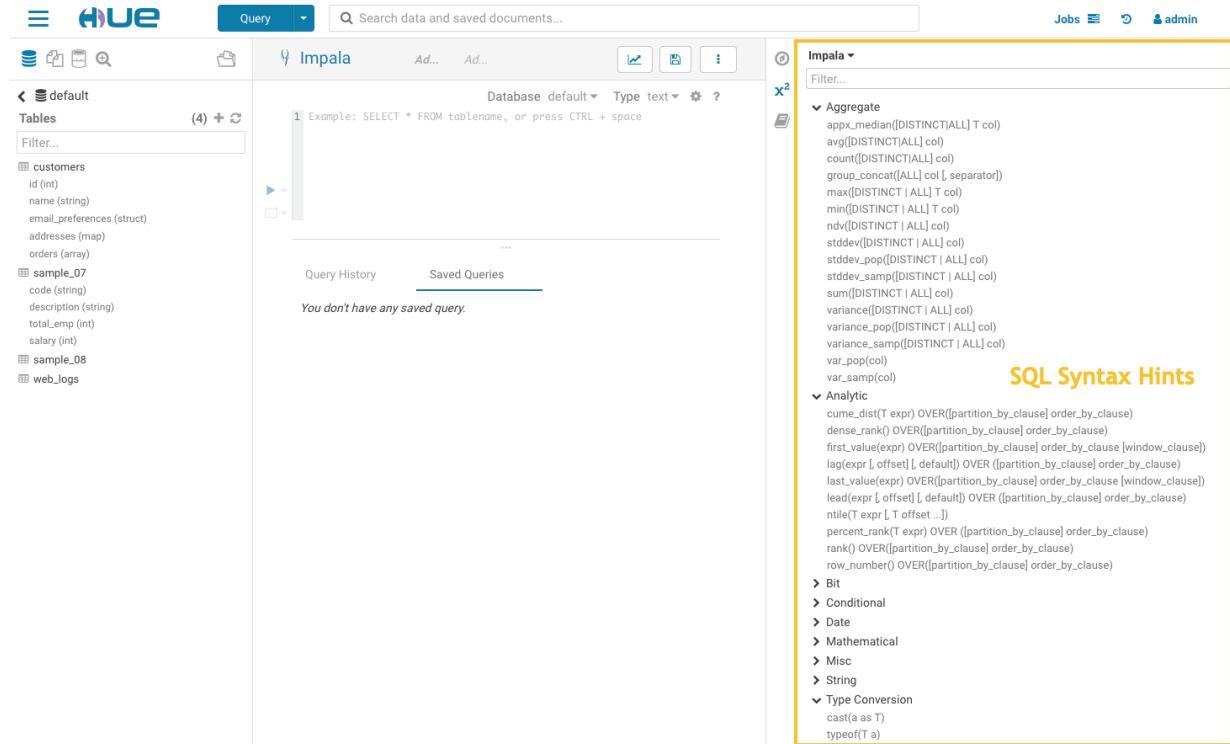 HUE
Query
Search data and saved documents...
Jobs
admin
default
Tables (4)
Filter...
customers
id (int)
name (string)
email_preferences (struct)
addresses (map)
orders (array)
sample_07
code (string)
description (string)
total_emp (int)
salary (int)
sample_08
web_logs
Impala Ad... Ad...
Database default Type text ?
1 Example: SELECT * FROM tablename, or press CTRL + space
Query History Saved Queries
You don't have any saved query.
x²
Impala
Filter...
Aggregate
appx_median([DISTINCT|ALL] T col)
avg([DISTINCT|ALL] col)
count([DISTINCT|ALL] col)
group_concat([ALL] col [, separator])
max([DISTINCT | ALL] T col)
min([DISTINCT | ALL] T col)
ndv([DISTINCT | ALL] col)
stddev([DISTINCT | ALL] col)
stddev_pop([DISTINCT | ALL] col)
stddev_samp([DISTINCT | ALL] col)
sum([DISTINCT | ALL] col)
variance([DISTINCT | ALL] col)
variance_pop([DISTINCT | ALL] col)
variance_samp([DISTINCT | ALL] col)
var_pop(col)
var_samp(col)
SQL Syntax Hints
Analytic
cume_dist(T expr) OVER([partition_by_clause] order_by_clause)
dense_rank() OVER([partition_by_clause] order_by_clause)
first_value(expr) OVER([partition_by_clause] order_by_clause [window_clause])
lag(expr [, offset] [, default]) OVER ([partition_by_clause] order_by_clause)
last_value(expr) OVER([partition_by_clause] order_by_clause [window_clause])
lead(expr [, offset] [, default]) OVER ([partition_by_clause] order_by_clause)
ntile(T expr [, T offset ...])
percent_rank(T expr) OVER ([partition_by_clause] order_by_clause)
rank() OVER([partition_by_clause] order_by_clause)
row_number() OVER([partition_by_clause] order_by_clause)
Bit
Conditional
Date
Mathematical
Misc
String
Type Conversion
cast(a as T)
typeof(T a)